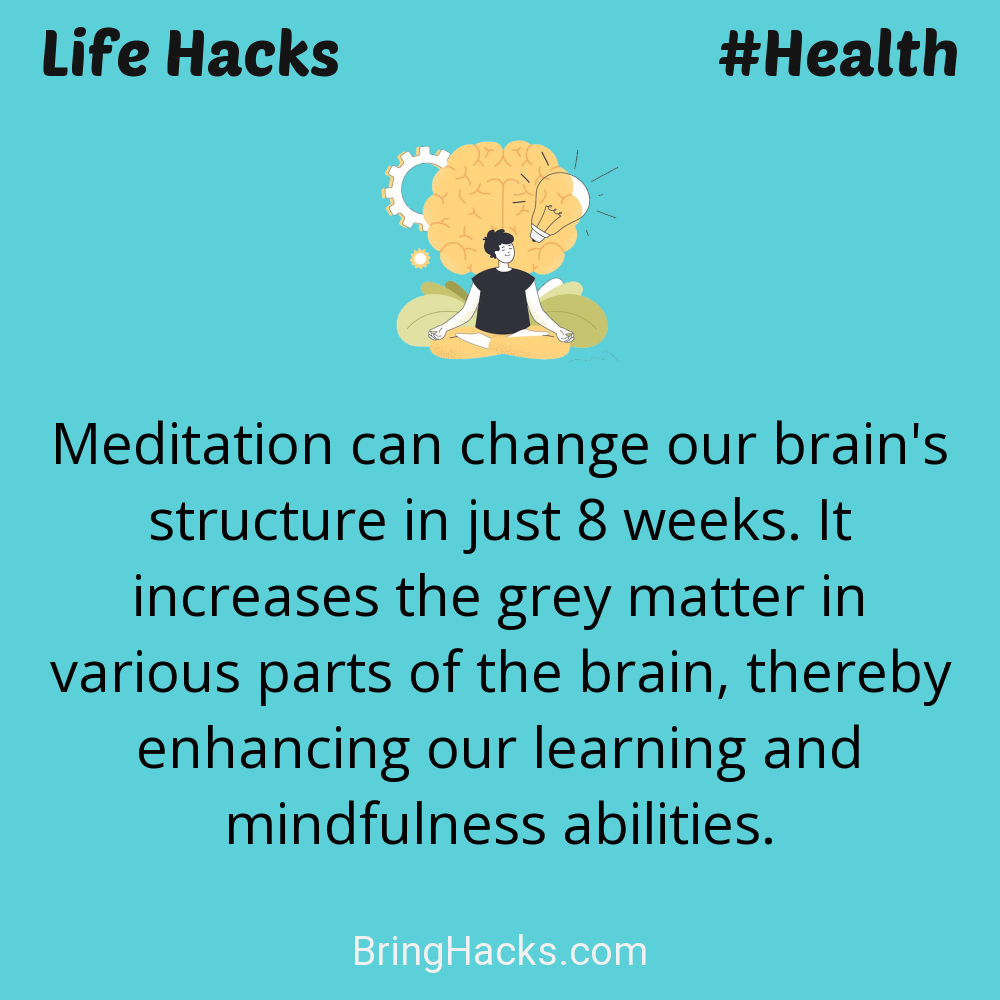 Life Hacks
#Health
Meditation can change our brain's
structure in just 8 weeks. It
increases the grey matter in
various parts of the brain, thereby
enhancing our learning and
mindfulness abilities.
BringHacks.com